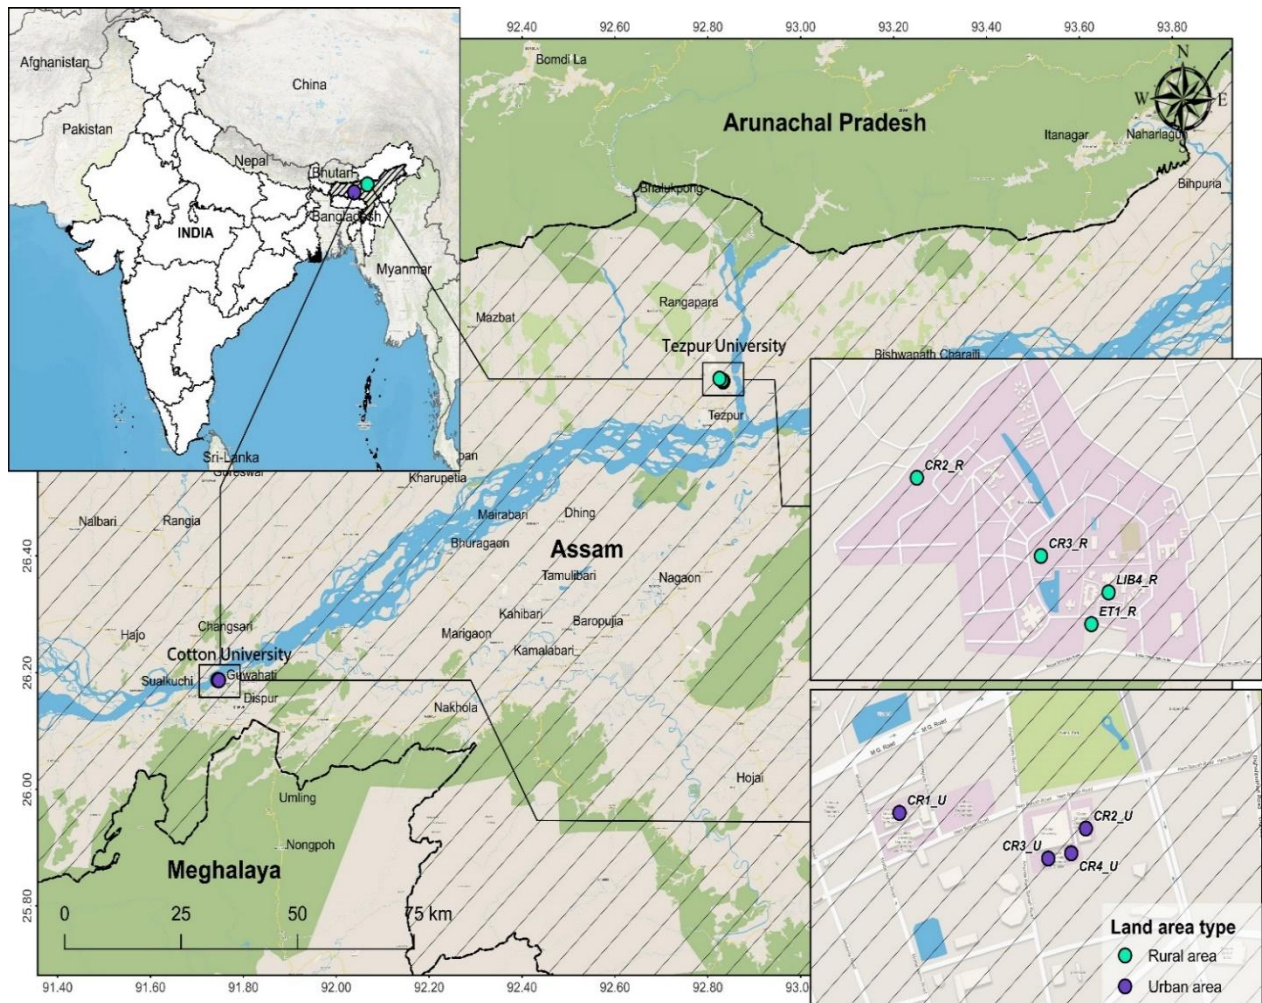 92.40
92.60
92.80
93.00
93.20
93.40
93.60
93.80
Afghanistan
China
Pakistan
Nepal
Bhutan
Bangladesh
INDIA
Myanmar
Sri-Lanka
Bomdi La
Arunachal Pradesh
N
W
E
S
Itanagar
Naharlagun
Bhalukpong
Bihpuria
Mazbat
Rangapara
Tezpur University
Bishwanath Charaili
Tezpur
Kharupetia
Nalbari
Rangia
Mairabari
Dhing
Bhuragaon
Assam
Tamulibari
Nagaon
Kahibari
Baropujia
Hajo
Changsari
Marigaon
Kamalabari
Cotton University
Sualkuchi
Guwahati
Dispur
Nakhola
Hojai
Umling
Nongpoh
Meghalaya
26.40
26.20
26.00
25.80
0
25
50
75 km
91.40
91.60
91.80
92.00
92.20
92.40
92.60
92.80
93.0
CR2_R
CR3_R
LIB4_R
ET1_R
M.G. Road
M.G. Road
CR1_U
CR2_U
CR3_U
CR4_U
Land area type
Rural area
Urban area